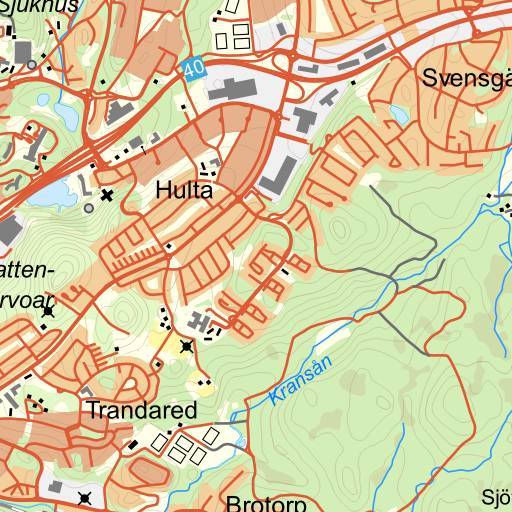 Sjukhus
40
Svensgä
Hulta
atten-
rvoar
Kransån
Trandared
Brotorp
Sjö